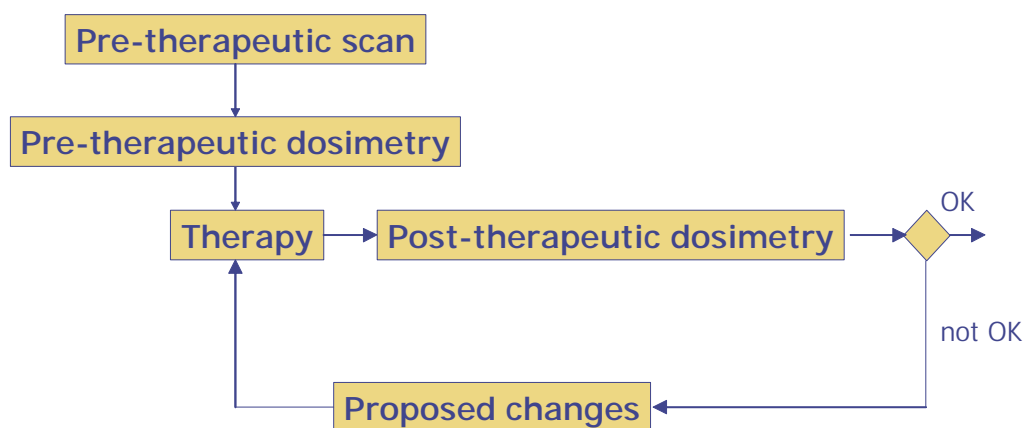 Pre-therapeutic scan
Pre-therapeutic dosimetry
OK
Therapy
Post-therapeutic dosimetry
not OK
Proposed changes